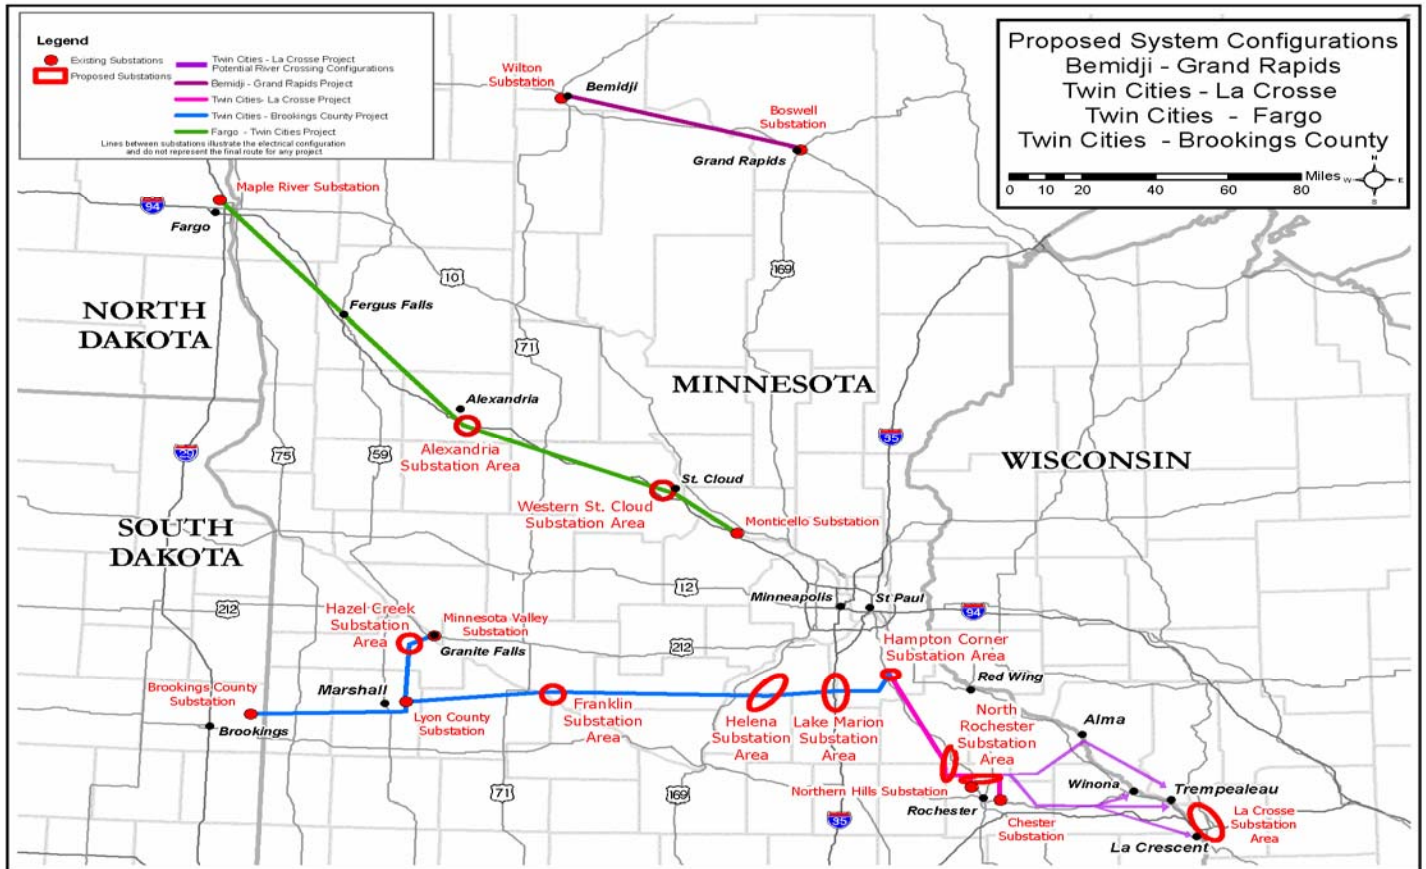 Legend
Existing Substations
Proposed Substations
Twin Cities - La Crosse Project
Potential River Crossing Configurations
Bemidji - Grand Rapids Project
Twin Cities- La Crosse Project
Twin Cities - Brookings County Project
Fargo - Twin Cities Project
Lines between substations illustrate the electrical configuration
and do not represent the final route for any project.
Proposed System Configurations
Bemidji - Grand Rapids
Twin Cities - La Crosse
Twin Cities - Fargo
Twin Cities - Brookings County
0 10 20 40 60 80 Miles
N
W
E
S
Wilton
Substation
Bemidji
Boswell
Substation
Grand Rapids
Maple River Substation
94
Fargo
10
169
NORTH
DAKOTA
Fergus Falls
71
MINNESOTA
Alexandria
Alexandria
Substation Area
29
75
59
35
WISCONSIN
St. Cloud
Western St. Cloud
Substation Area
Monticello Substation
SOUTH
DAKOTA
12
Minneapolis
St Paul
94
212
Hazel Creek
Substation
Area
Minnesota Valley
Substation
Granite Falls
212
Hampton Corner
Substation Area
Red Wing
Brookings County
Substation
Marshall
Brookings
Lyon County
Substation
Franklin
Substation
Area
Helena
Substation
Area
Lake Marion
Substation
Area
North
Rochester
Substation
Area
Alma
71
169
35
Northern Hills Substation
Rochester
Chester
Substation
Winona
Trempealeau
La Crosse
Substation
Area
La Crescent